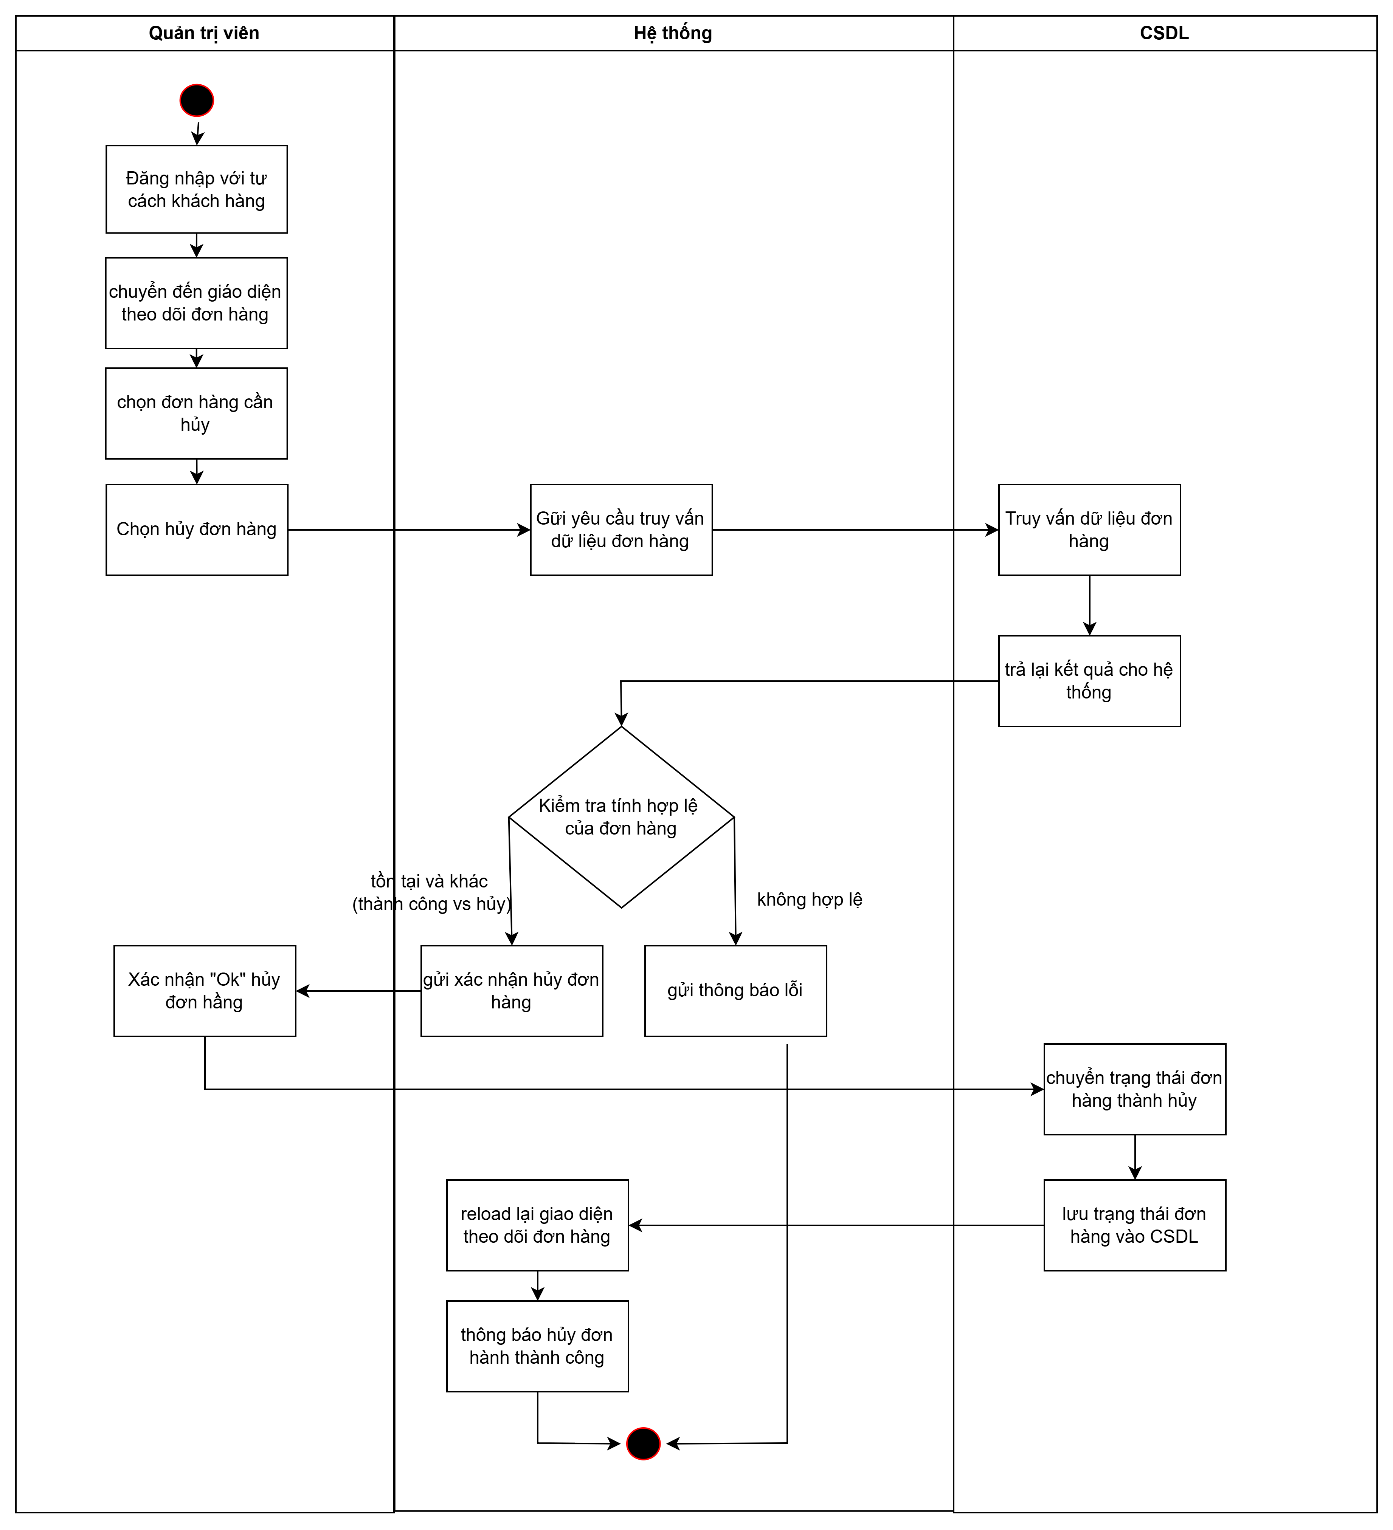 Quản trị viên
Hệ thống
CSDL
Đăng nhập với tư
cách khách hàng
chuyển đến giáo diện
theo dõi đơn hàng
chọn đơn hàng cần
hủy
Chọn hủy đơn hàng
Gữi yêu cầu truy vấn
dữ liệu đơn hàng
Truy vấn dữ liệu đơn
hàng
trả lại kết quả cho hệ
thống
Kiểm tra tính hợp lệ
của đơn hàng
tồn tại và khác
(thành công vs hủy)
không hợp lệ
Xác nhận "Ok" hủy
đơn hằng
gửi xác nhận hủy đơn
hàng
gửi thông báo lỗi
chuyển trạng thái đơn
hàng thành hủy
reload lại giao diện
theo dõi đơn hàng
lưu trạng thái đơn
hàng vào CSDL
thông báo hủy đơn
hành thành công